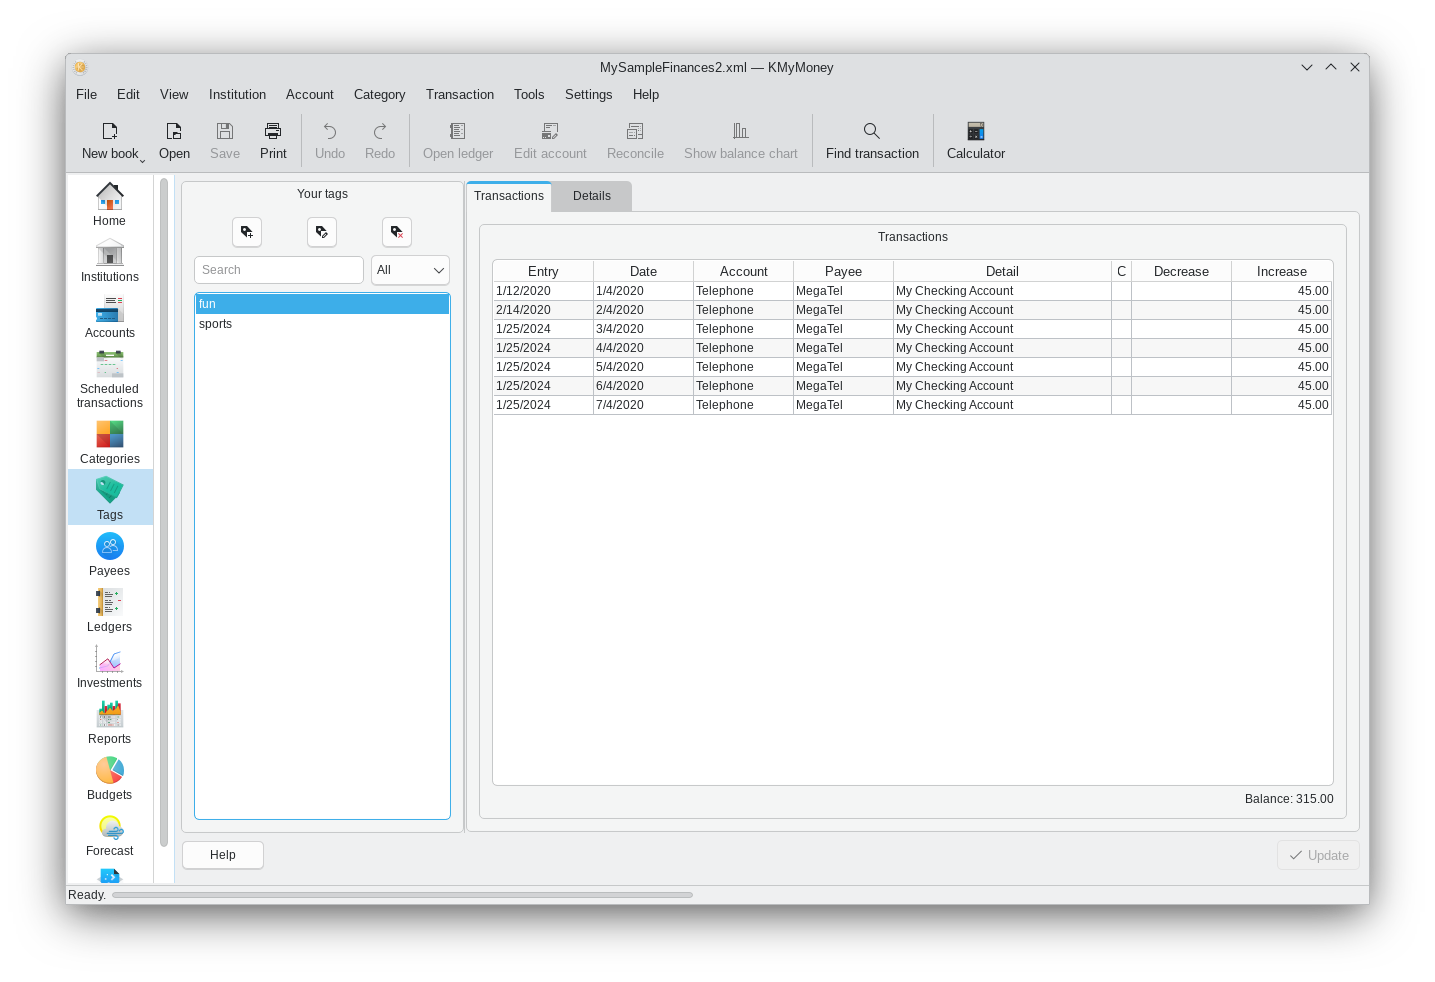 MySampleFinances2.xml — KMyMoney
File Edit View Institution Account Category Transaction Tools Settings Help
New book Open Save Print Undo Redo Open ledger Edit account Reconcile Show balance chart Find transaction Calculator
Home
Institutions
Accounts
Scheduled
transactions
Categories
Tags
Payees
Ledgers
Investments
Reports
Budgets
Forecast
Your tags
Search All
fun
sports
Transactions Details
Transactions
Entry Date Account Payee Detail C Decrease Increase
1/12/2020 1/4/2020 Telephone MegaTel My Checking Account 45.00
2/14/2020 2/4/2020 Telephone MegaTel My Checking Account 45.00
1/25/2024 3/4/2020 Telephone MegaTel My Checking Account 45.00
1/25/2024 4/4/2020 Telephone MegaTel My Checking Account 45.00
1/25/2024 5/4/2020 Telephone MegaTel My Checking Account 45.00
1/25/2024 6/4/2020 Telephone MegaTel My Checking Account 45.00
1/25/2024 7/4/2020 Telephone MegaTel My Checking Account 45.00
Balance: 315.00
Help Update
Ready.